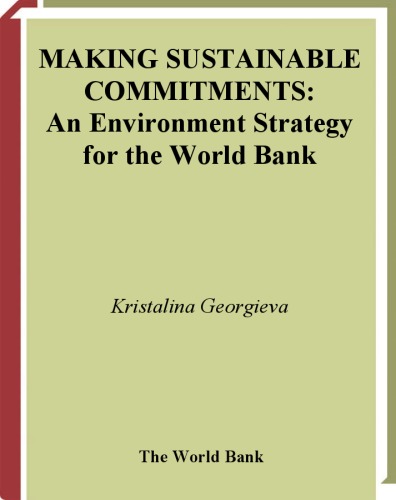 MAKING SUSTAINABLE
COMMITMENTS:
An Environment Strategy
for the World Bank
Kristalina Georgieva
The World Bank